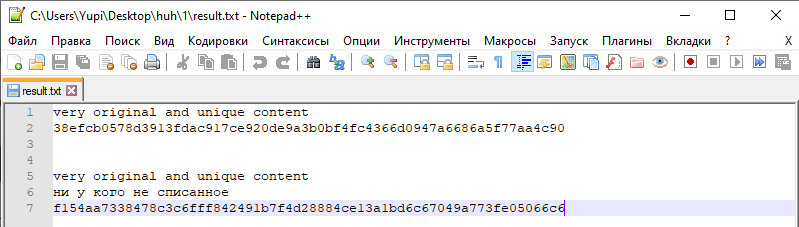 C:\Users\Yupi\Desktop\huh\1\result.txt - Notepad++
Файл Правка Поиск Вид Кодировки Синтаксисы Опции Инструменты Макросы Запуск Плагины Вкладки ? X
result.txt
1 very original and unique content
2 38efcb0578d3913fdac917ce920de9a3b0bf4fc4366d0947a6686a5f77aa4c90
3
4
5 very original and unique content
6 ни у кого не списанное
7 f154aa7338478c3c6fff842491b7f4d28884ce13a1bd6c67049a773fe05066c6